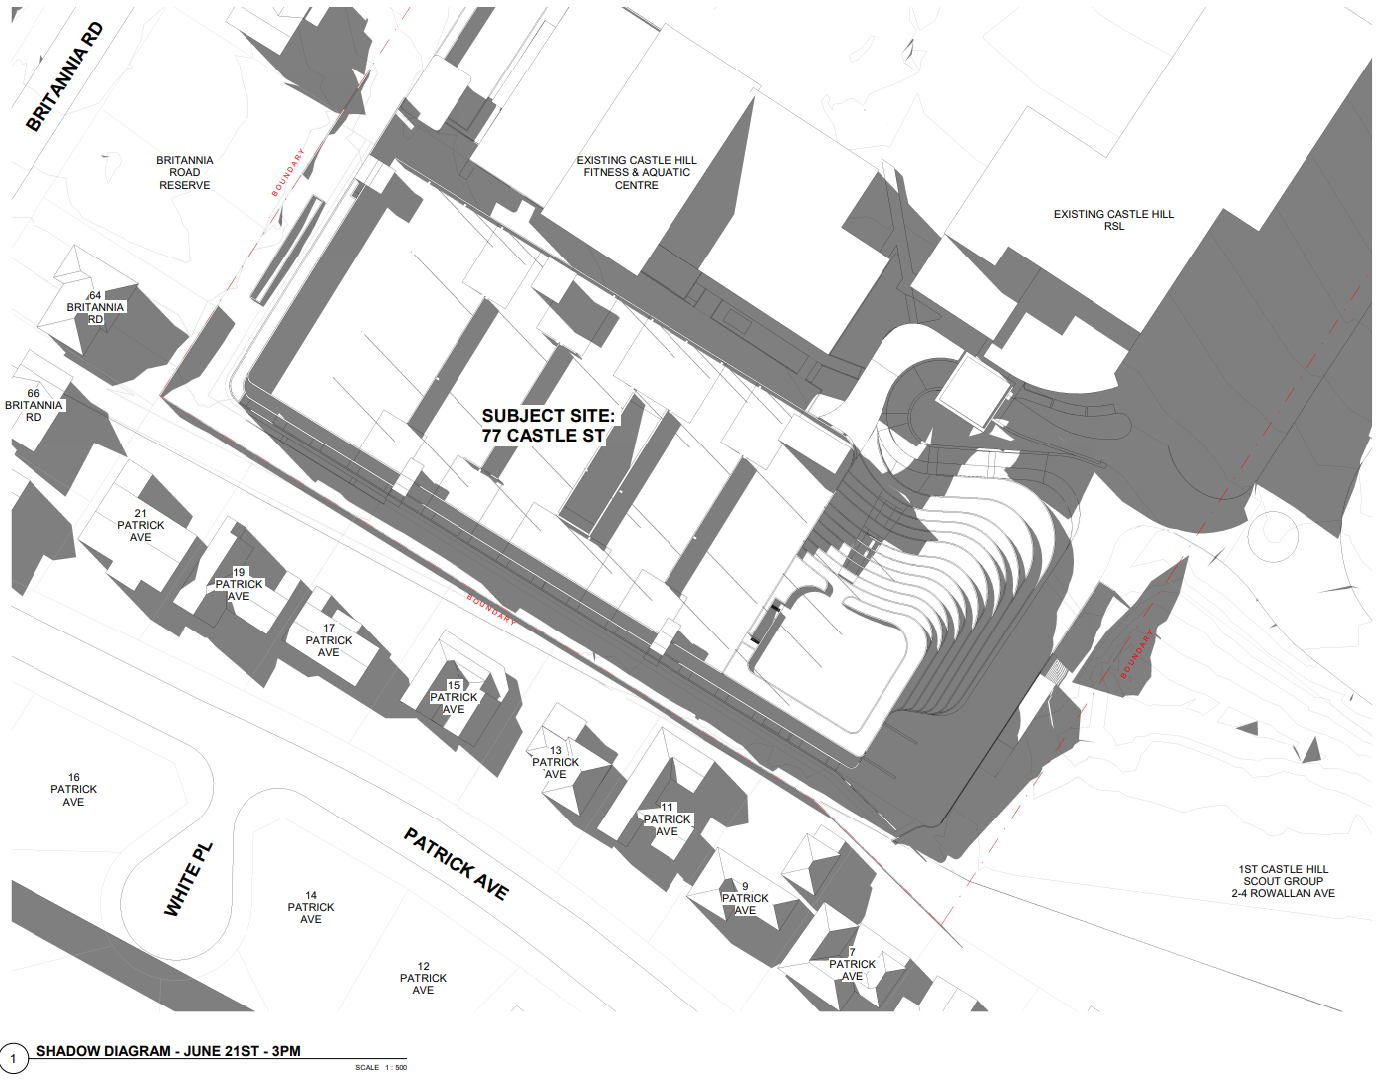 BRITANNIA RD
BRITANNIA
ROAD
RESERVE
BOUNDARY
EXISTING CASTLE HILL
FITNESS & AQUATIC
CENTRE
EXISTING CASTLE HILL
RSL
64
BRITANNIA
RD
66
BRITANNIA
RD
SUBJECT SITE:
77 CASTLE ST
21
PATRICK
AVE
19
PATRICK
AVE
17
PATRICK
AVE
BOUNDARY
15
PATRICK
AVE
BOUNDARY
13
PATRICK
AVE
11
PATRICK
AVE
9
PATRICK
AVE
7
PATRICK
AVE
16
PATRICK
AVE
WHITE PL
PATRICK AVE
14
PATRICK
AVE
12
PATRICK
AVE
1ST CASTLE HILL
SCOUT GROUP
2-4 ROWALLAN AVE
1
SHADOW DIAGRAM - JUNE 21ST - 3PM
SCALE 1 : 500